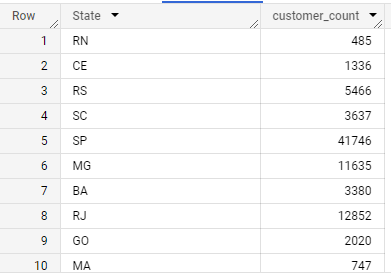 Row State customer_count
1 RN 485
2 CE 1336
3 RS 5466
4 SC 3637
5 SP 41746
6 MG 11635
7 BA 3380
8 RJ 12852
9 GO 2020
10 MA 747